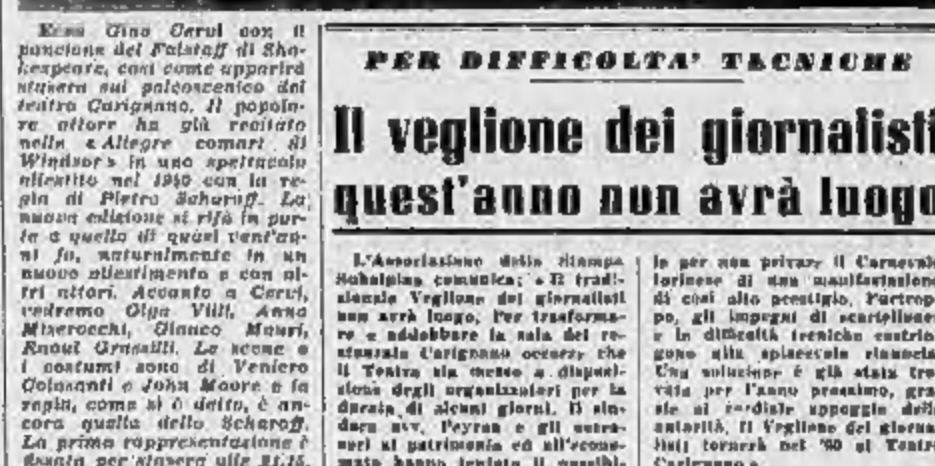 Ecco Gino Cervi con il
pancione del Falstaff di Sha-
kespeare, così come apparirà
stasera sul palcoscenico del
teatro Carignano. Il popola-
re attore ha già recitato
nelle «Allegre comari di
Windsor» in uno spettacolo
allestito nel 1940 con la re-
gia di Pietro Scharoff. La
nuova edizione si rifà in par-
te a quella di quasi vent'an-
ni fa, naturalmente in un
nuovo allestimento e con al-
tri attori. Accanto a Cervi,
vedremo Olga Villi, Anna
Miserocchi, Glauco Mauri,
Raoul Grassilli. Le scene e
i costumi sono di Veniero
Colasanti e John Moore e la
regia, come si è detto, è an-
cora quella dello Scharoff.
La prima rappresentazione è
fissata per stasera alle 21,15.
PER DIFFICOLTA' TECNICHE
Il veglione dei giornalisti
quest'anno non avrà luogo
L'Associazione della Stampa
Subalpina comunica: «Il tradi-
zionale Veglione dei giornalisti
non avrà luogo. Per trasforma-
re e addobbare la sala del
Carignano occorre che
il Teatro sia messo a disposi-
zione degli organizzatori per la
durata di alcuni giorni. Il sin-
daco avv. Peyron e gli asses-
sori al patrimonio ed all'econo-
mato hanno tentato il possibi-
le per non privare il Carnevale
torinese di una manifestazione
di così alto prestigio. Purtrop-
po, gli impegni di
e le difficoltà tecniche costrin-
gono alla spiacevole rinuncia.
Una soluzione è già stata tro-
vata per l'anno prossimo, gra-
zie al cordiale appoggio delle
autorità. Il Veglione dei giorna-
listi tornerà nel '60 al Teatro
Carignano».